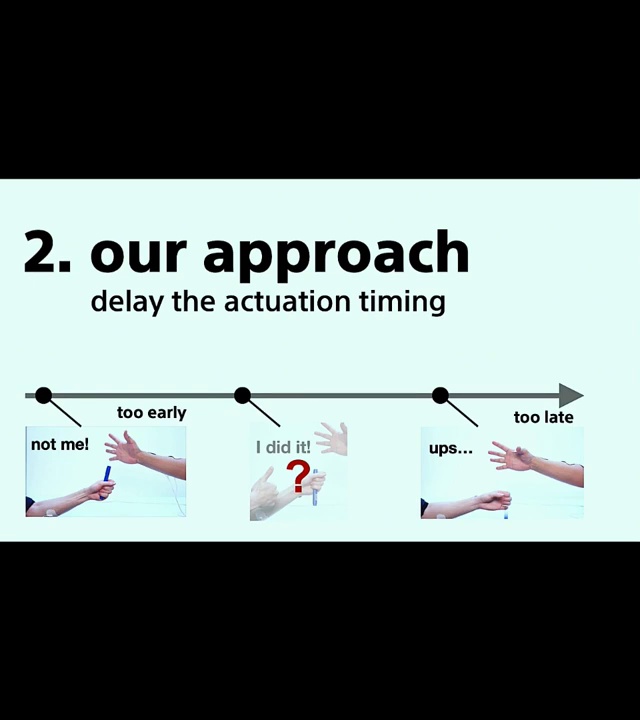 2. our approach
delay the actuation timing
too early
too late
not me!
I did it!
?
ups...